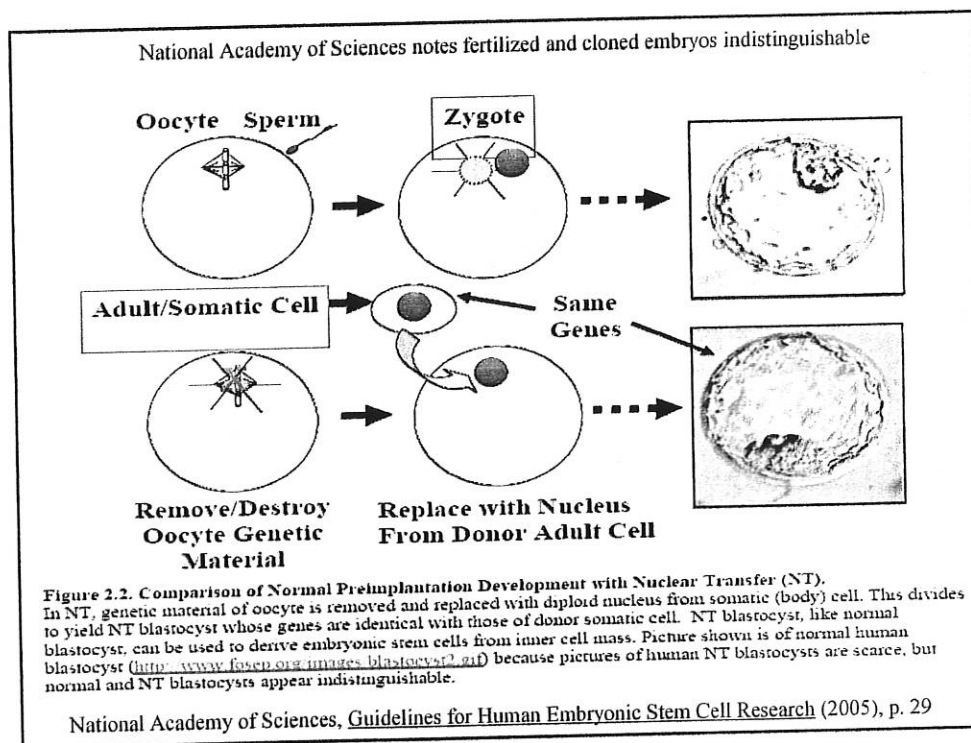 National Academy of Sciences notes fertilized and cloned embryos indistinguishable
Oocyte Sperm
Zygote
Adult/Somatic Cell
Same
Genes
Remove/Destroy
Oocyte Genetic
Material
Replace with Nucleus
From Donor Adult Cell
Figure 2.2. Comparison of Normal Preimplantation Development with Nuclear Transfer (NT).
In NT, genetic material of oocyte is removed and replaced with diploid nucleus from somatic (body) cell. This divides
to yield NT blastocyst whose genes are identical with those of donor somatic cell. NT blastocyst, like normal
blastocyst, can be used to derive embryonic stem cells from inner cell mass. Picture shown is of normal human
blastocyst (http://www.fosep.org/images/blastocyst2.gif) because pictures of human NT blastocysts are scarce, but
normal and NT blastocysts appear indistinguishable.
National Academy of Sciences, Guidelines for Human Embryonic Stem Cell Research (2005), p. 29